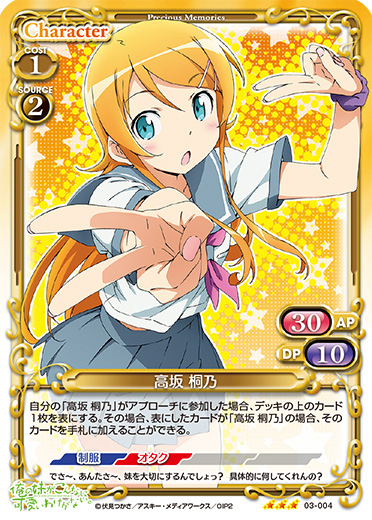 Precious Memories
Character
COST
1
SOURCE
2
30 AP
DP 10
高坂 桐乃
自分の「高坂 桐乃」がアプローチに参加した場合、デッキの上のカード
1枚を表にする。その場合、表にしたカードが「高坂 桐乃」の場合、その
カードを手札に加えることができる。
制服 オタク
でさ～、あんたさ～、妹を大切にするんでしょっ？ 具体的に何してくれんの？
俺の妹がこんなに
可愛いわけがない。
©伏見つかさ／アスキー・メディアワークス／OIP2
★★★ 03-004